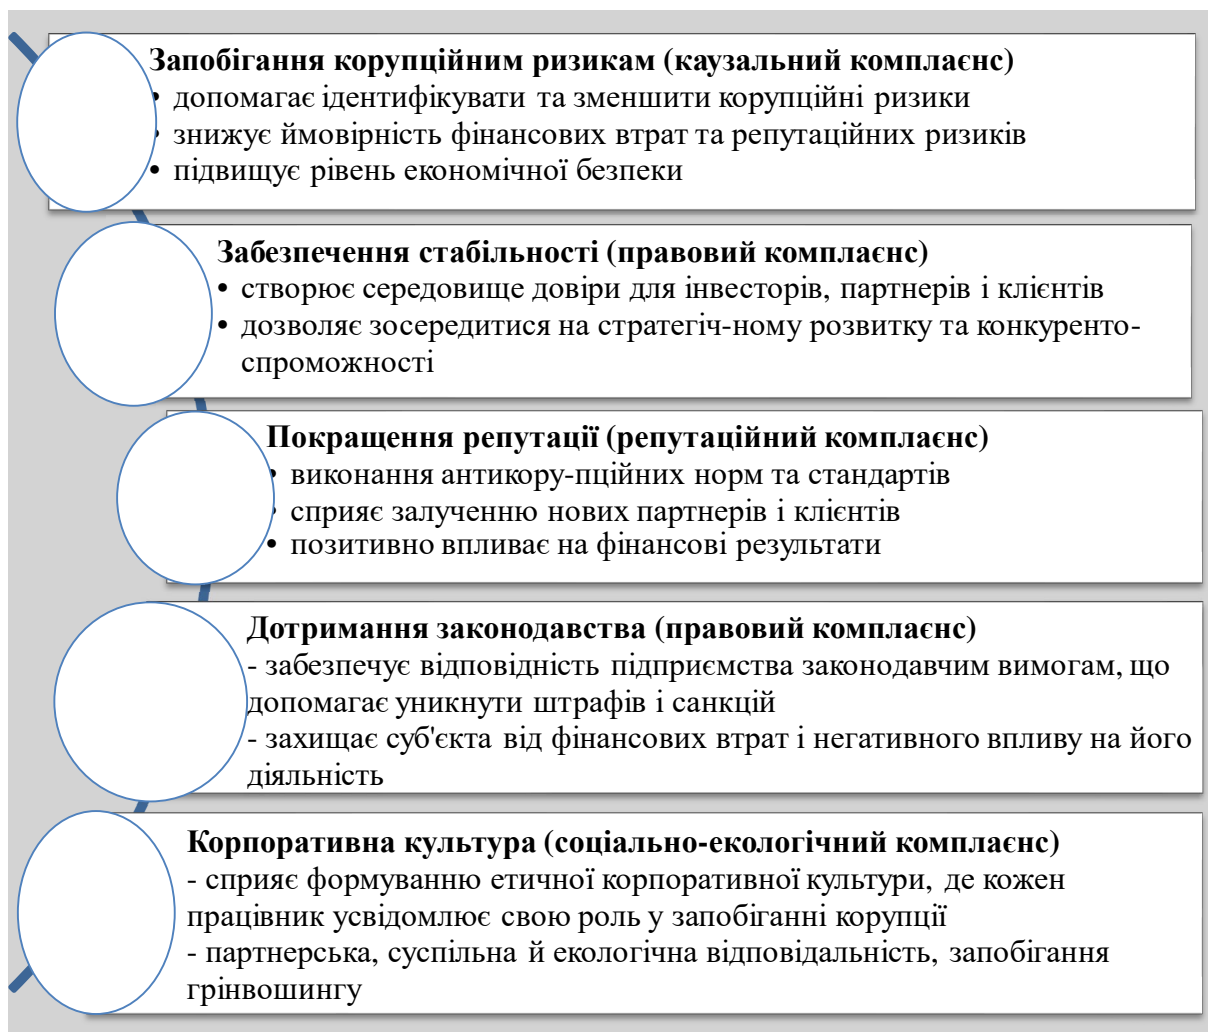 Запобігання корупційним ризикам (каузальний комплаєнс)
• допомагає ідентифікувати та зменшити корупційні ризики
• знижує ймовірність фінансових втрат та репутаційних ризиків
• підвищує рівень економічної безпеки
Забезпечення стабільності (правовий комплаєнс)
• створює середовище довіри для інвесторів, партнерів і клієнтів
• дозволяє зосередитися на стратегіч-ному розвитку та конкуренто-
спроможності
Покращення репутації (репутаційний комплаєнс)
• виконання антикору-пційних норм та стандартів
• сприяє залученню нових партнерів і клієнтів
• позитивно впливає на фінансові результати
Дотримання законодавства (правовий комплаєнс)
- забезпечує відповідність підприємства законодавчим вимогам, що
допомагає уникнути штрафів і санкцій
- захищає суб'єкта від фінансових втрат і негативного впливу на його
діяльність
Корпоративна культура (соціально-екологічний комплаєнс)
- сприяє формуванню етичної корпоративної культури, де кожен
працівник усвідомлює свою роль у запобіганні корупції
- партнерська, суспільна й екологічна відповідальність, запобігання
грінвошингу